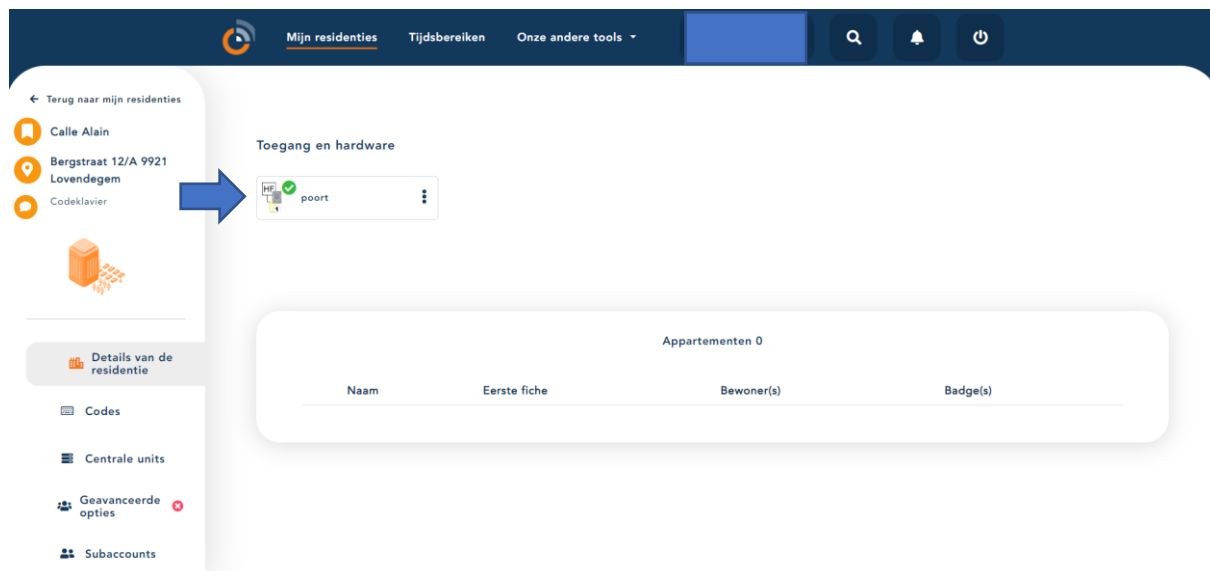 Mijn residenties Tijdsbereiken Onze andere tools
Terug naar mijn residenties
Calle Alain
Bergstraat 12/A 9921
Lovendegem
Codeklavier
Toegang en hardware
HF
poort
Appartementen 0
Naam Eerste fiche Bewoner(s) Badge(s)
Details van de
residentie
Codes
Centrale units
Geavanceerde
opties
Subaccounts